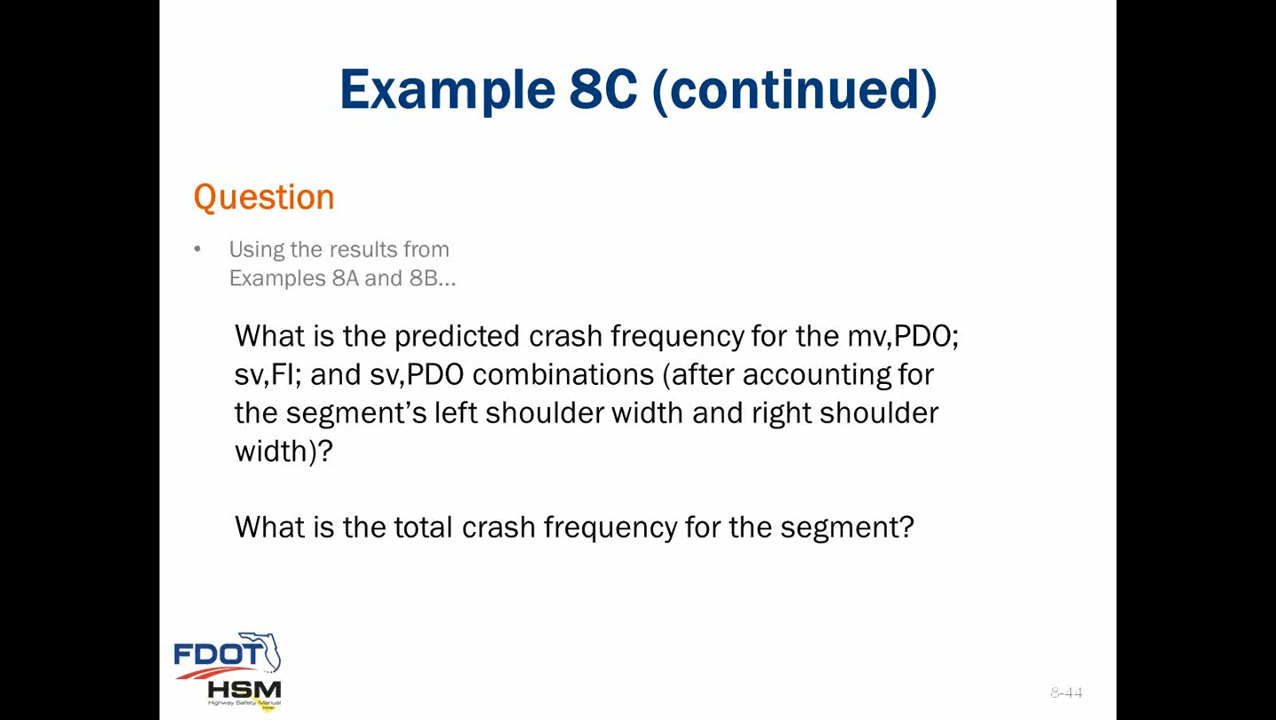 Example 8C (continued)
Question
• Using the results from
Examples 8A and 8B...
What is the predicted crash frequency for the mv,PDO;
sv,FI; and sv,PDO combinations (after accounting for
the segment's left shoulder width and right shoulder
width)?
What is the total crash frequency for the segment?
FDOT
HSM
Highway Safety Manual
8-44